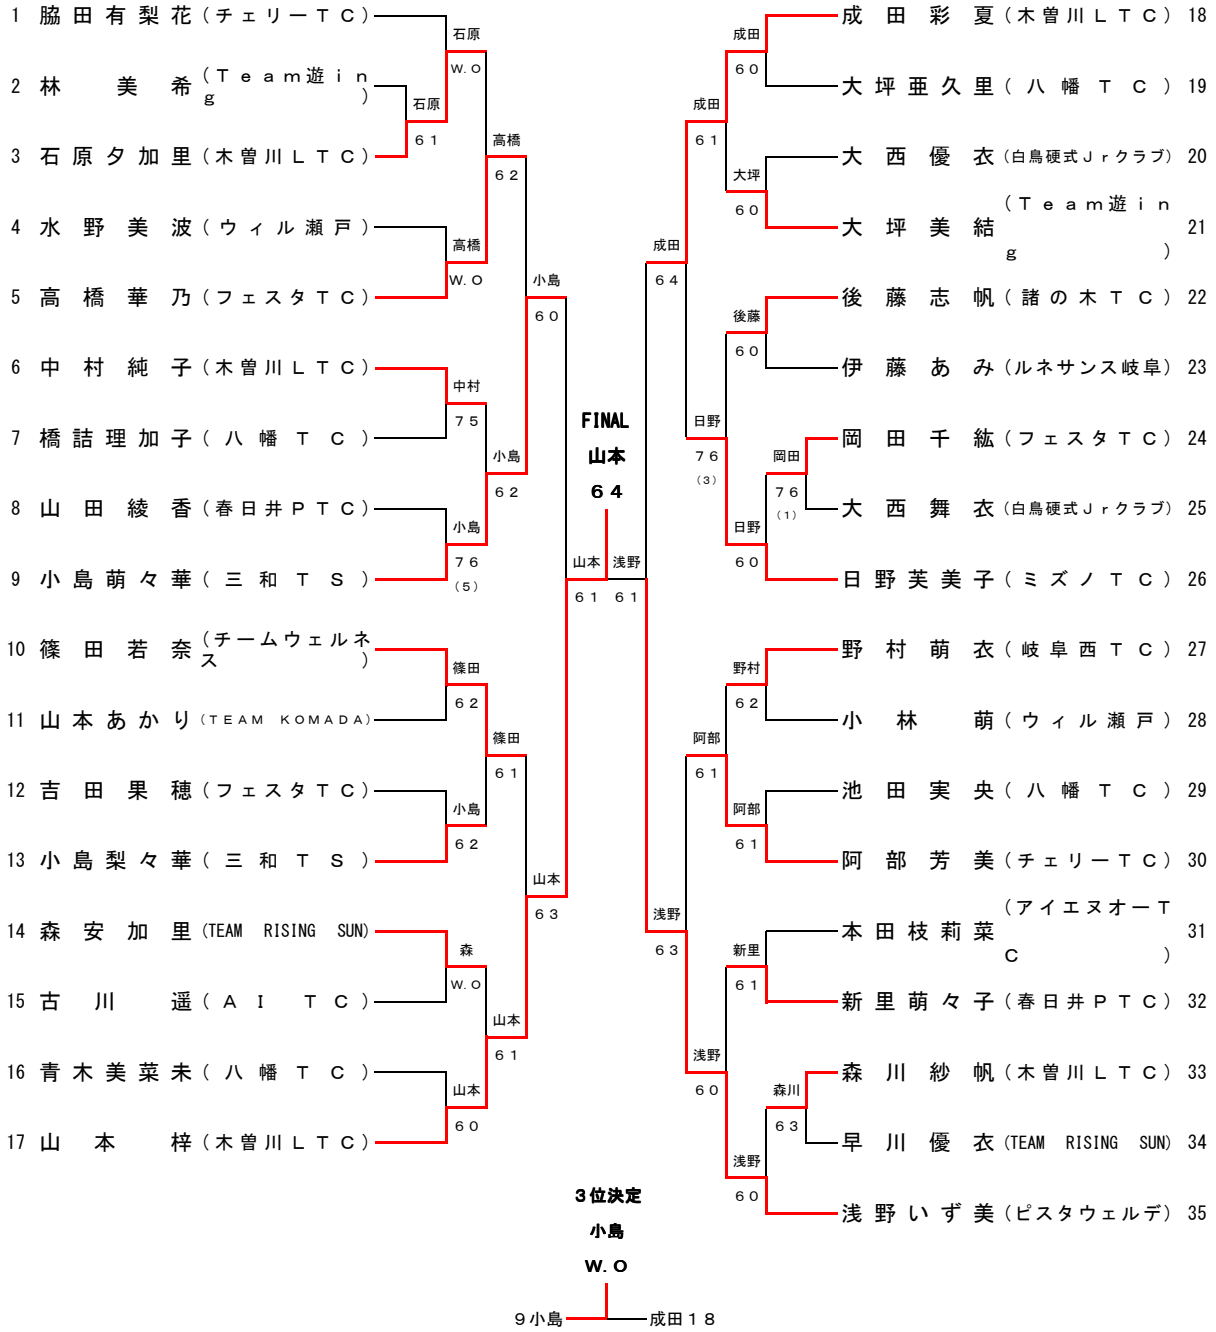 1 脇田有梨花 (チェリーTC)
2 林 美希 (Team遊ing)
3 石原夕加里 (木曽川LTC)
4 水野美波 (ウィル瀬戸)
5 高橋華乃 (フェスタTC)
6 中村純子 (木曽川LTC)
7 橋詰理加子 (八幡TC)
8 山田綾香 (春日井PTC)
9 小島萌々華 (三和TS)
10 篠田若奈 (チームウェルネス)
11 山本あかり (TEAM KOMADA)
12 吉田果穂 (フェスタTC)
13 小島梨々華 (三和TS)
14 森安加里 (TEAM RISING SUN)
15 古川遥 (AI TC)
16 青木美菜未 (八幡TC)
17 山本梓 (木曽川LTC)
石原
W.O
石原
61
高橋
62
高橋
W.O
小島
60
中村
75
小島
62
小島
76
(5)
山本
61
篠田
62
篠田
61
小島
62
山本
63
森
W.O
山本
61
山本
60
FINAL
山本
64
浅野
61
成田
60
成田
61
大坪
60
成田
64
後藤
60
日野
76
(3)
岡田
76
(1)
日野
60
野村
62
阿部
61
阿部
61
浅野
63
新里
61
浅野
60
森川
63
浅野
60
成田彩夏 (木曽川LTC) 18
大坪亜久里 (八幡TC) 19
大西優衣 (白鳥硬式Jrクラブ) 20
大坪美結 (Team遊ing) 21
後藤志帆 (諸の木TC) 22
伊藤あみ (ルネサンス岐阜) 23
岡田千紘 (フェスタTC) 24
大西舞衣 (白鳥硬式Jrクラブ) 25
日野芙美子 (ミズノTC) 26
野村萌衣 (岐阜西TC) 27
小林萌 (ウィル瀬戸) 28
池田実央 (八幡TC) 29
阿部芳美 (チェリーTC) 30
本田枝莉菜 (アイエヌオーTC) 31
新里萌々子 (春日井PTC) 32
森川紗帆 (木曽川LTC) 33
早川優衣 (TEAM RISING SUN) 34
浅野いず美 (ピスタウェルデ) 35
3位決定
小島
W.O
9小島
成田18